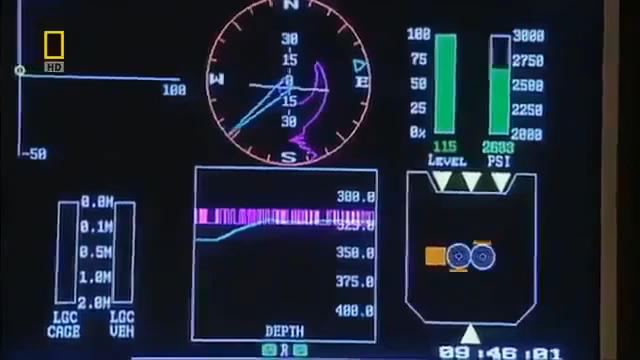 N
100
3000
30
75
2750
HD
15
W
0
E
50
2500
100
15
25
2250
30
0%
2000
-50
S
115
2603
LEVEL
PSI
300.0
0.0M
325.0
0.1M
350.0
0.5M
375.0
1.0M
400.0
2.0M
LGC
CAGE
LGC
VEH
DEPTH
R
09:46:01